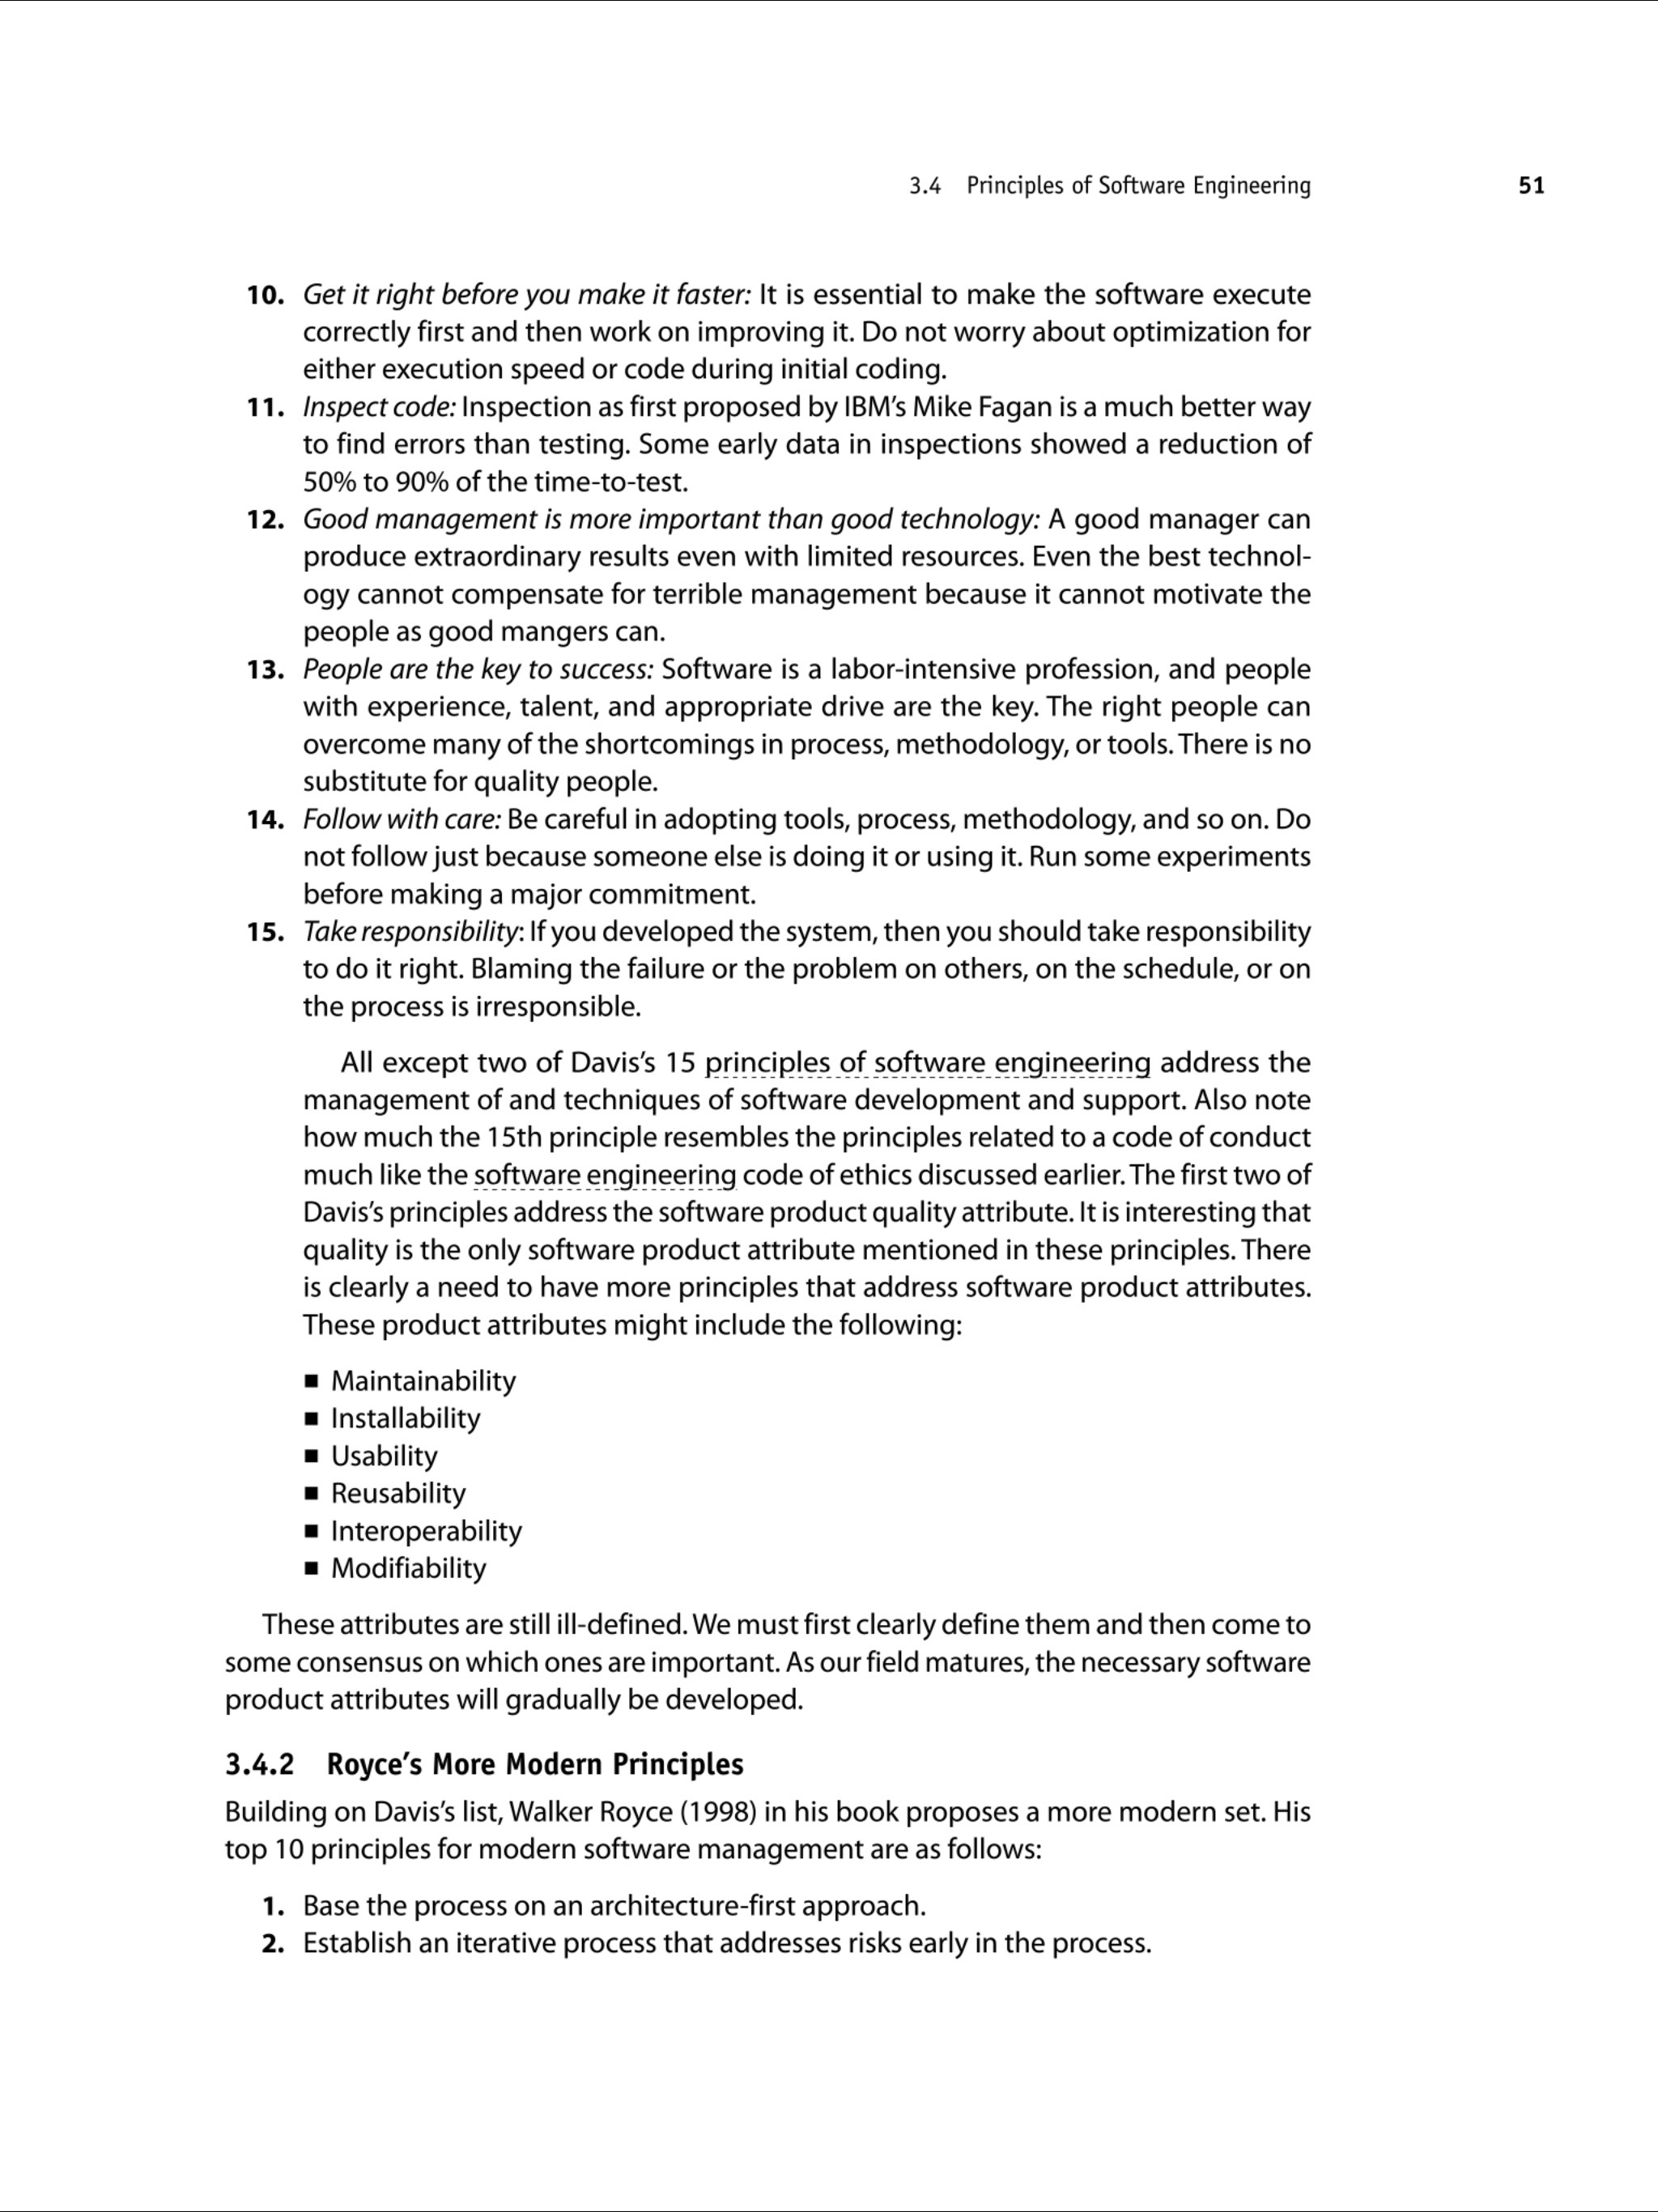 3.4 Principles of Software Engineering 51
10. Get it right before you make it faster: It is essential to make the software execute
correctly first and then work on improving it. Do not worry about optimization for
either execution speed or code during initial coding.
11. Inspect code: Inspection as first proposed by IBM’s Mike Fagan is a much better way
to find errors than testing. Some early data in inspections showed a reduction of
50% to 90% of the time-to-test.
12. Good management is more important than good technology: A good manager can
produce extraordinary results even with limited resources. Even the best technol-
ogy cannot compensate for terrible management because it cannot motivate the
people as good mangers can.
13. People are the key to success: Software is a labor-intensive profession, and people
with experience, talent, and appropriate drive are the key. The right people can
overcome many of the shortcomings in process, methodology, or tools. There is no
substitute for quality people.
14. Follow with care: Be careful in adopting tools, process, methodology, and so on. Do
not follow just because someone else is doing it or using it. Run some experiments
before making a major commitment.
15. Take responsibility: If you developed the system, then you should take responsibility
to do it right. Blaming the failure or the problem on others, on the schedule, or on
the process is irresponsible.
All except two of Davis’s 15 principles of software engineering address the
management of and techniques of software development and support. Also note
how much the 15th principle resembles the principles related to a code of conduct
much like the software engineering code of ethics discussed earlier. The first two of
Davis’s principles address the software product quality attribute. It is interesting that
quality is the only software product attribute mentioned in these principles. There
is clearly a need to have more principles that address software product attributes.
These product attributes might include the following:
■ Maintainability
■ Installability
■ Usability
■ Reusability
■ Interoperability
■ Modifiability
These attributes are still ill-defined. We must first clearly define them and then come to
some consensus on which ones are important. As our field matures, the necessary software
product attributes will gradually be developed.
3.4.2 Royce’s More Modern Principles
Building on Davis’s list, Walker Royce (1998) in his book proposes a more modern set. His
top 10 principles for modern software management are as follows:
1. Base the process on an architecture-first approach.
2. Establish an iterative process that addresses risks early in the process.